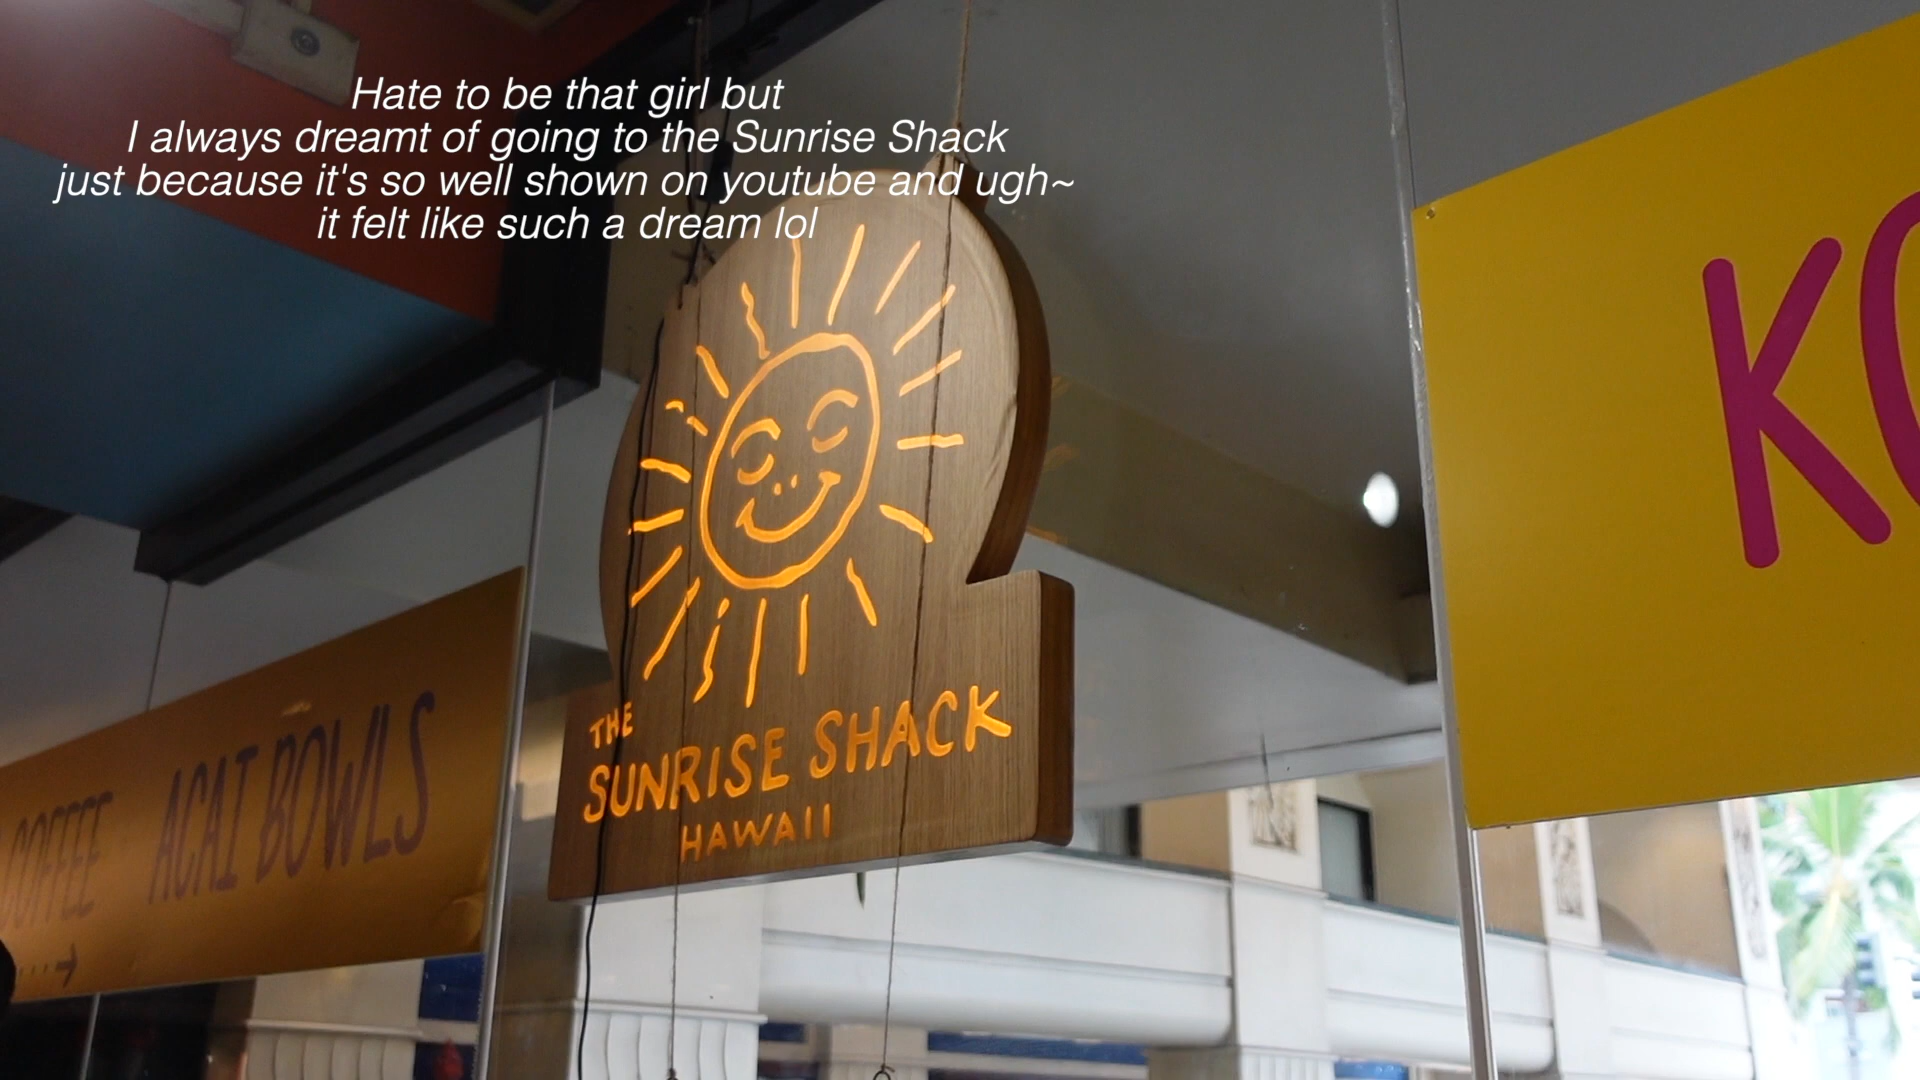 Hate to be that girl but
I always dreamt of going to the Sunrise Shack
just because it's so well shown on youtube and ugh~
it felt like such a dream lol
THE
SUNRISE SHACK
HAWAII
COFFEE ACAI BOWLS